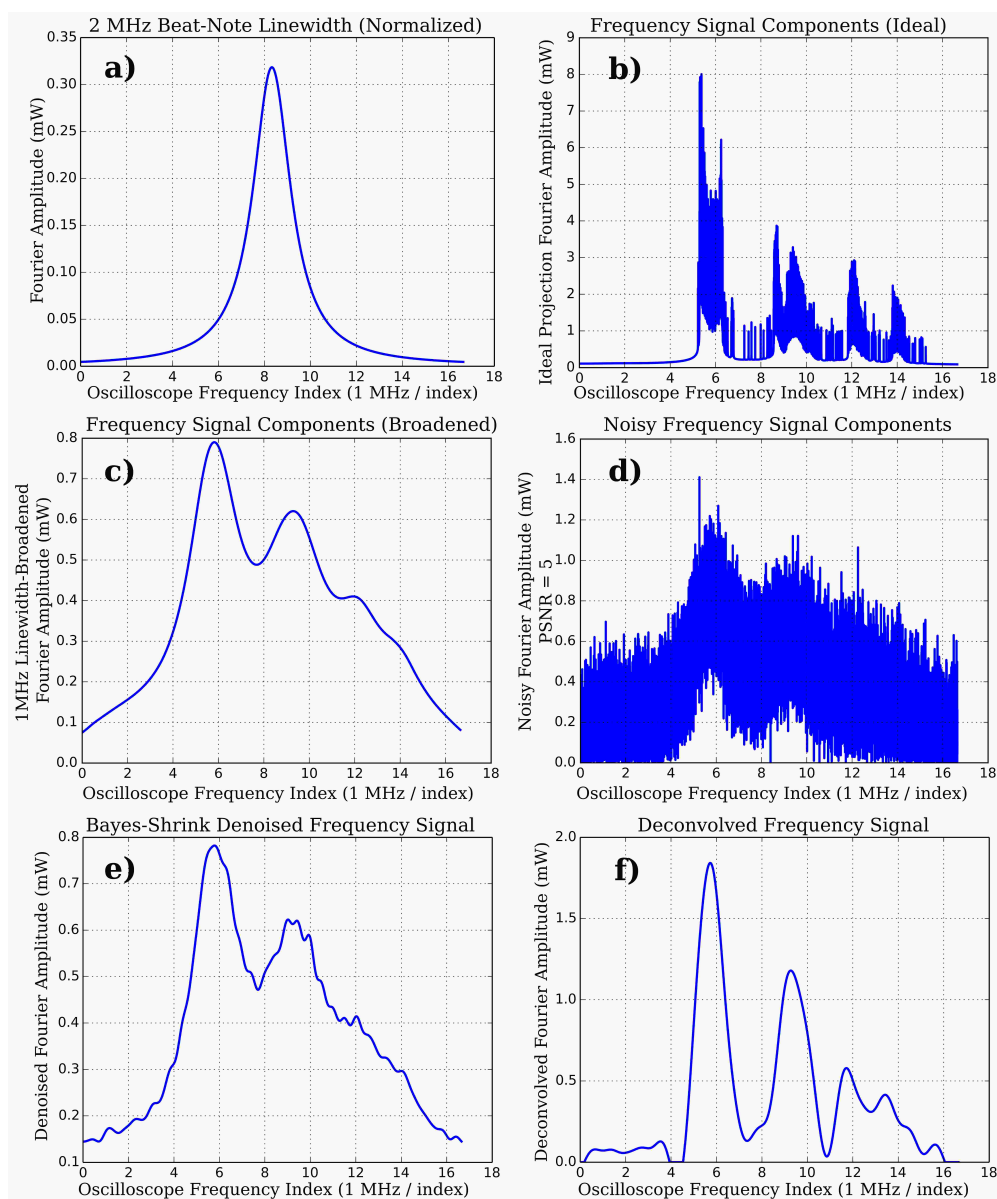 2 MHz Beat-Note Linewidth (Normalized)
a)
Fourier Amplitude (mW)
0.35
0.30
0.25
0.20
0.15
0.10
0.05
0.00
0 2 4 6 8 10 12 14 16 18
Oscilloscope Frequency Index (1 MHz / index)
Frequency Signal Components (Ideal)
b)
Ideal Projection Fourier Amplitude (mW)
9
8
7
6
5
4
3
2
1
0
0 2 4 6 8 10 12 14 16 18
Oscilloscope Frequency Index (1 MHz / index)
Frequency Signal Components (Broadened)
c)
1MHz Linewidth-Broadened
Fourier Amplitude (mW)
0.8
0.7
0.6
0.5
0.4
0.3
0.2
0.1
0.0
0 2 4 6 8 10 12 14 16 18
Oscilloscope Frequency Index (1 MHz / index)
Noisy Frequency Signal Components
d)
Noisy Fourier Amplitude (mW)
PSNR = 5
1.6
1.4
1.2
1.0
0.8
0.6
0.4
0.2
0.0
0 2 4 6 8 10 12 14 16 18
Oscilloscope Frequency Index (1 MHz / index)
Bayes-Shrink Denoised Frequency Signal
e)
Denoised Fourier Amplitude (mW)
0.8
0.7
0.6
0.5
0.4
0.3
0.2
0.1
0 2 4 6 8 10 12 14 16 18
Oscilloscope Frequency Index (1 MHz / index)
Deconvolved Frequency Signal
f)
Deconvolved Fourier Amplitude (mW)
2.0
1.5
1.0
0.5
0.0
0 2 4 6 8 10 12 14 16 18
Oscilloscope Frequency Index (1 MHz / index)